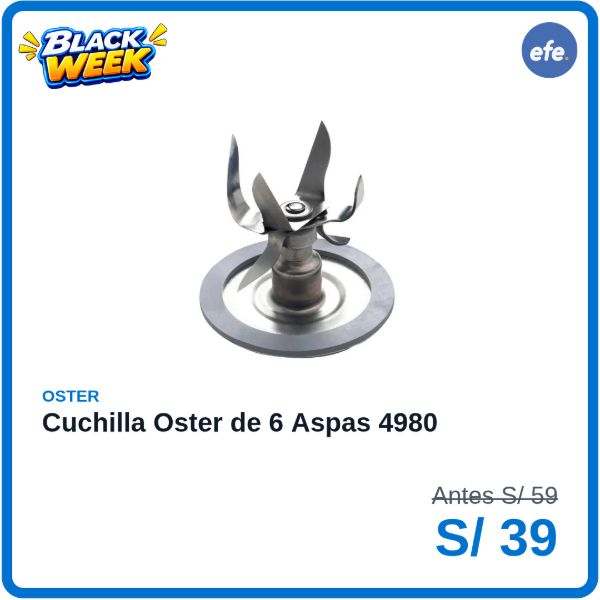 BLACK
WEEK
efe.
OSTER
Cuchilla Oster de 6 Aspas 4980
Antes S/ 59
S/ 39